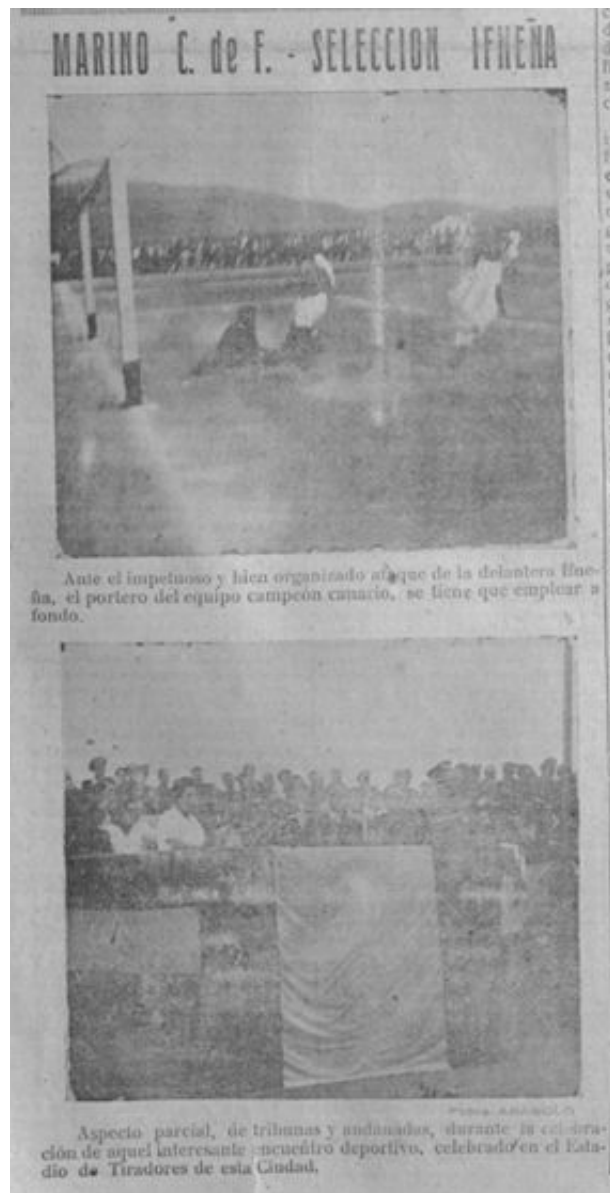 MARINO C. de F. - SELECCION IFNEÑA
Ante el impetuoso y bien organizado ataque de la delantera ifne-
ña, el portero del equipo campeón canario, se tiene que emplear a
fondo.
Aspecto parcial, de tribunas y andanadas, durante la celebra-
ción de aquel interesante encuentro deportivo, celebrado en el Esta-
dio de Tiradores de esta Ciudad.